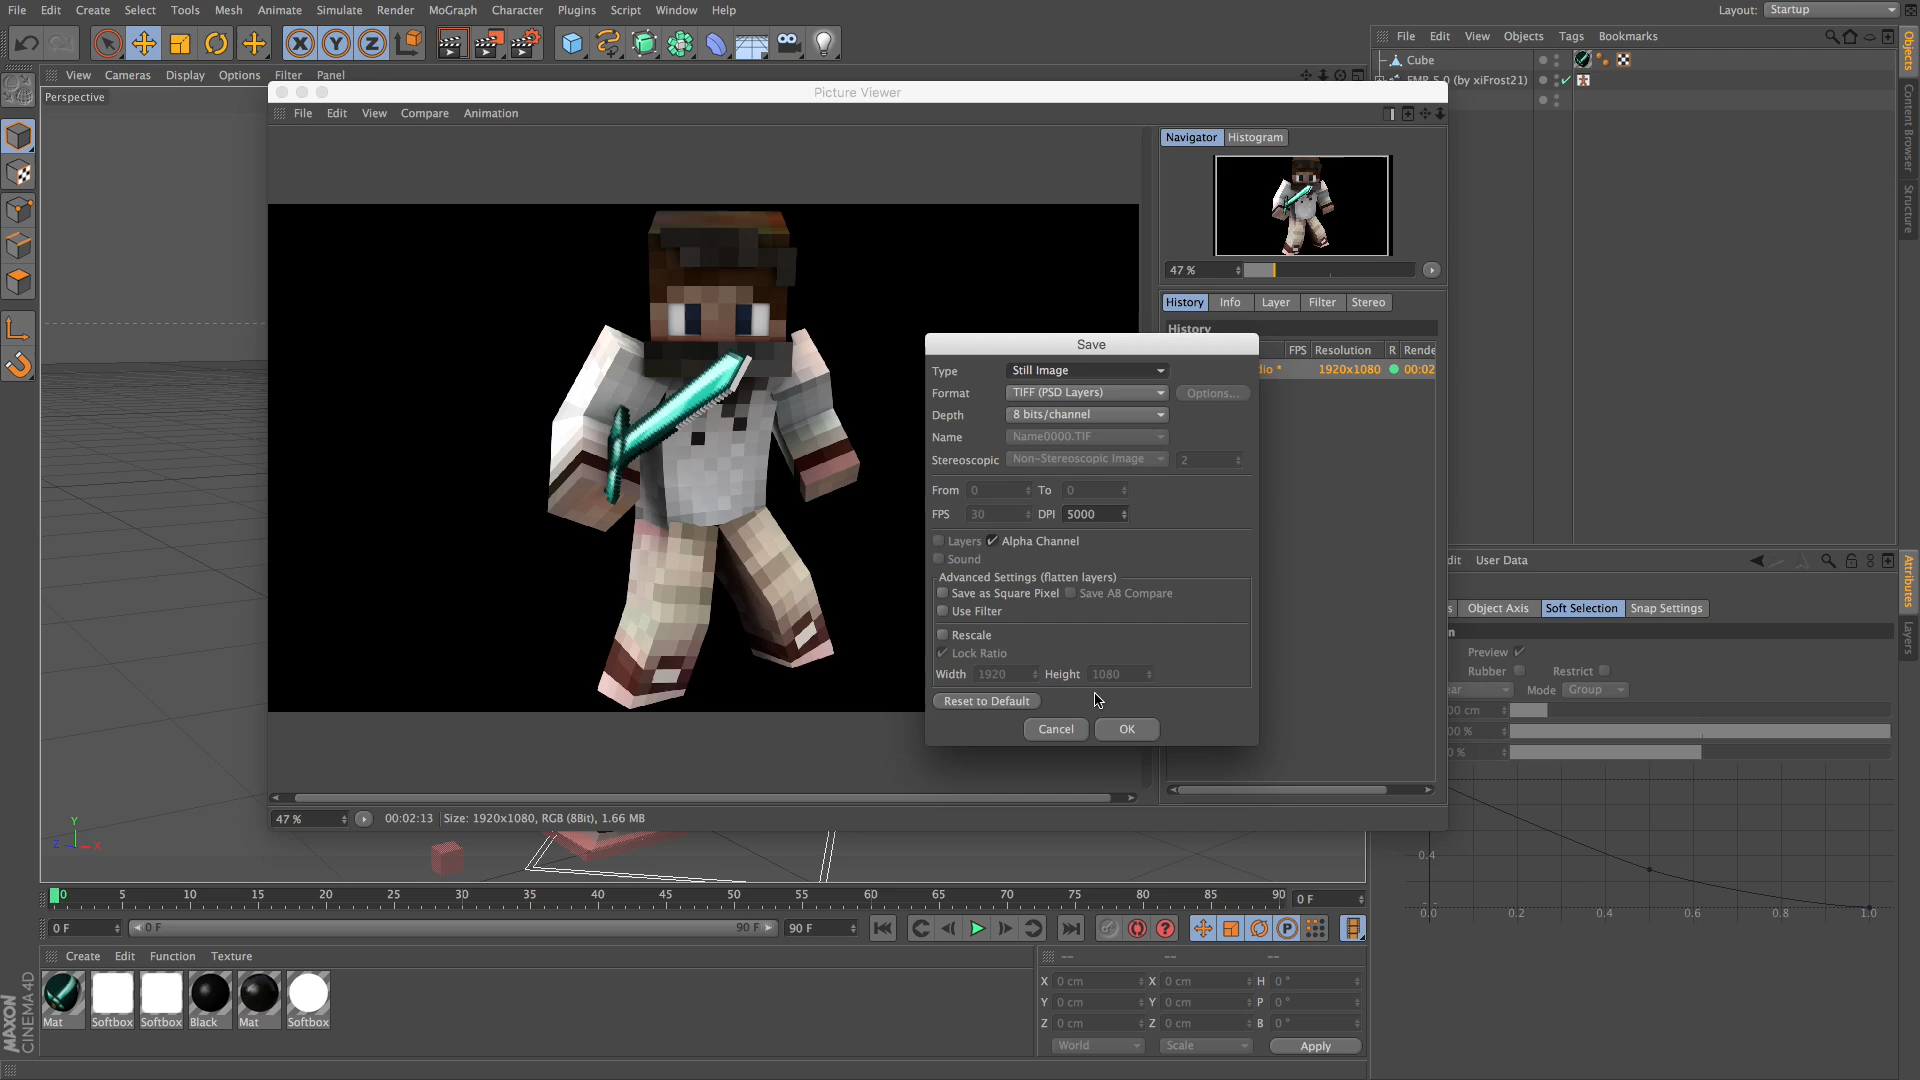 File Edit Create Select Tools Mesh Animate Simulate Render MoGraph Character Plugins Script Window Help
Layout: Startup
View Cameras Display Options Filter Panel
File Edit View Objects Tags Bookmarks
Perspective
Cube
FMR 5.0 (by xiFrost21)
Objects
Content Browser
Structure
Picture Viewer
File Edit View Compare Animation
Navigator Histogram
47 %
History Info Layer Filter Stereo
History
FPS Resolution R Rende
dio * 1920x1080 00:02
Save
Type Still Image
Format TIFF (PSD Layers) Options...
Depth 8 bits/channel
Name Name0000.TIF
Stereoscopic Non-Stereoscopic Image 2
From 0 To 0
FPS 30 DPI 5000
Layers Alpha Channel
Sound
Advanced Settings (flatten layers)
Save as Square Pixel Save AB Compare
Use Filter
Rescale
Lock Ratio
Width 1920 Height 1080
Reset to Default
Cancel OK
dit User Data
Attributes
Layers
s Object Axis Soft Selection Snap Settings
n
Preview
Rubber Restrict
ear Mode Group
00 cm
00 %
0 %
0.4
0.0 0.2 0.4 0.6 0.8 1.0
47 % 00:02:13 Size: 1920x1080, RGB (8Bit), 1.66 MB
Y
Z X
0 5 10 15 20 25 30 35 40 45 50 55 60 65 70 75 80 85 90 0 F
0 F 0 F 90 F 90 F
Create Edit Function Texture
Mat Softbox Softbox Black Mat Softbox
-- -- --
X 0 cm X 0 cm H 0 °
Y 0 cm Y 0 cm P 0 °
Z 0 cm Z 0 cm B 0 °
World Scale Apply
MAXON
CINEMA 4D